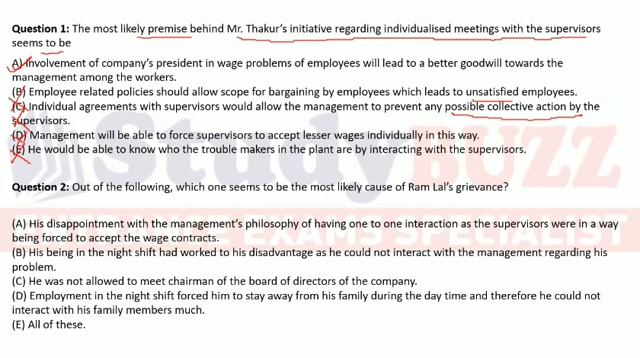 Question 1: The most likely premise behind Mr. Thakur's initiative regarding individualised meetings with the supervisors
seems to be
A) Involvement of company's president in wage problems of employees will lead to a better goodwill towards the
management among the workers.
(B) Employee related policies should allow scope for bargaining by employees which leads to unsatisfied employees.
(C) Individual agreements with supervisors would allow the management to prevent any possible collective action by the
supervisors.
(D) Management will be able to force supervisors to accept lesser wages individually in this way.
(E) He would be able to know who the trouble makers in the plant are by interacting with the supervisors.
Question 2: Out of the following, which one seems to be the most likely cause of Ram Lal's grievance?
(A) His disappointment with the management's philosophy of having one to one interaction as the supervisors were in a way
being forced to accept the wage contracts.
(B) His being in the night shift had worked to his disadvantage as he could not interact with the management regarding his
problem.
(C) He was not allowed to meet chairman of the board of directors of the company.
(D) Employment in the night shift forced him to stay away from his family during the day time and therefore he could not
interact with his family members much.
(E) All of these.
StudyBUZZ
INSURANCE EXAMS SPECIALIST